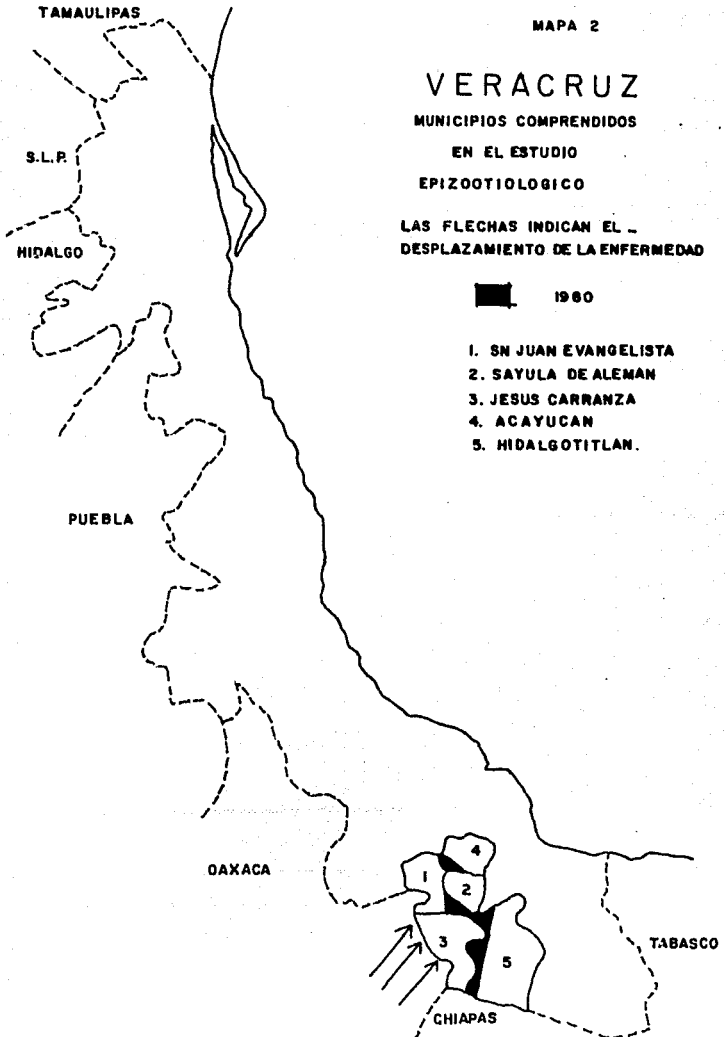 TAMAULIPAS
MAPA 2
VERACRUZ
MUNICIPIOS COMPRENDIDOS
EN EL ESTUDIO
EPIZOOTIOLOGICO
S.L.P.
LAS FLECHAS INDICAN EL _
DESPLAZAMIENTO DE LA ENFERMEDAD
HIDALGO
1980
1. SN JUAN EVANGELISTA
2. SAYULA DE ALEMAN
3. JESUS CARRANZA
4. ACAYUCAN
5. HIDALGOTITLAN.
PUEBLA
OAXACA
4
1
2
3
5
TABASCO
CHIAPAS